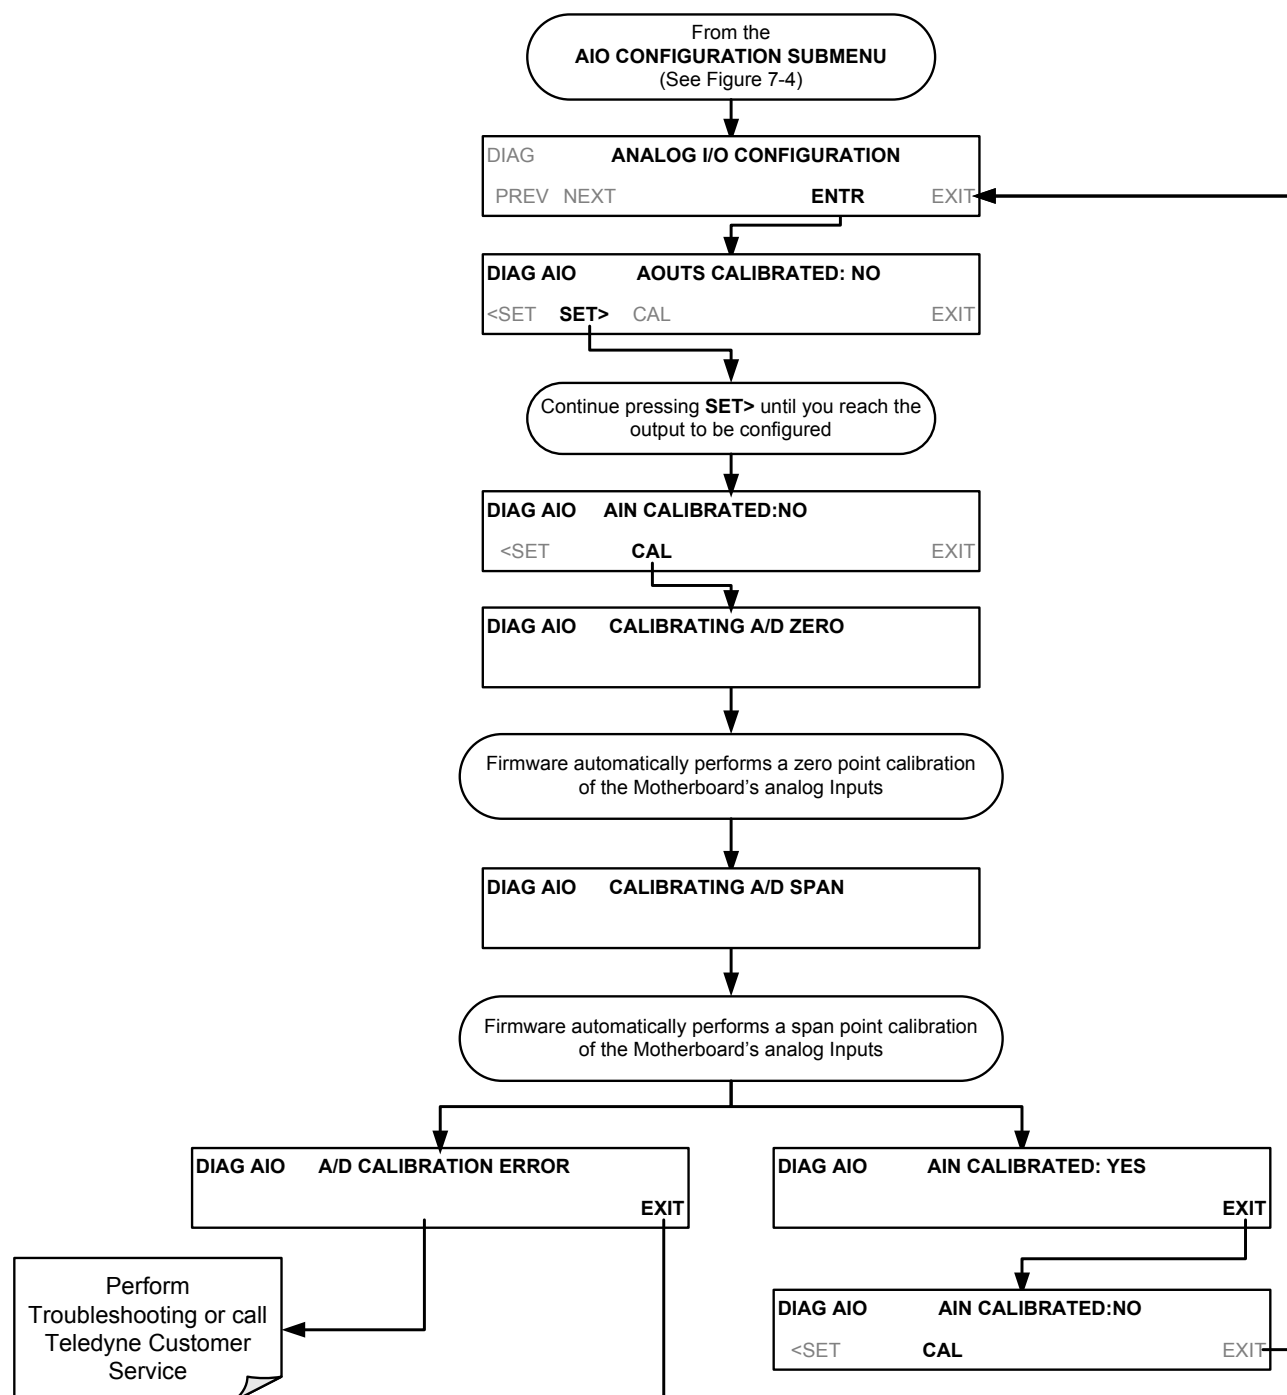 From the
AIO CONFIGURATION SUBMENU
(See Figure 7-4)
DIAG ANALOG I/O CONFIGURATION
PREV NEXT ENTR EXIT
DIAG AIO AOUTS CALIBRATED: NO
<SET SET> CAL EXIT
Continue pressing SET> until you reach the
output to be configured
DIAG AIO AIN CALIBRATED:NO
<SET CAL EXIT
DIAG AIO CALIBRATING A/D ZERO
Firmware automatically performs a zero point calibration
of the Motherboard’s analog Inputs
DIAG AIO CALIBRATING A/D SPAN
Firmware automatically performs a span point calibration
of the Motherboard’s analog Inputs
DIAG AIO A/D CALIBRATION ERROR
EXIT
DIAG AIO AIN CALIBRATED: YES
EXIT
Perform
Troubleshooting or call
Teledyne Customer
Service
DIAG AIO AIN CALIBRATED:NO
<SET CAL EXIT